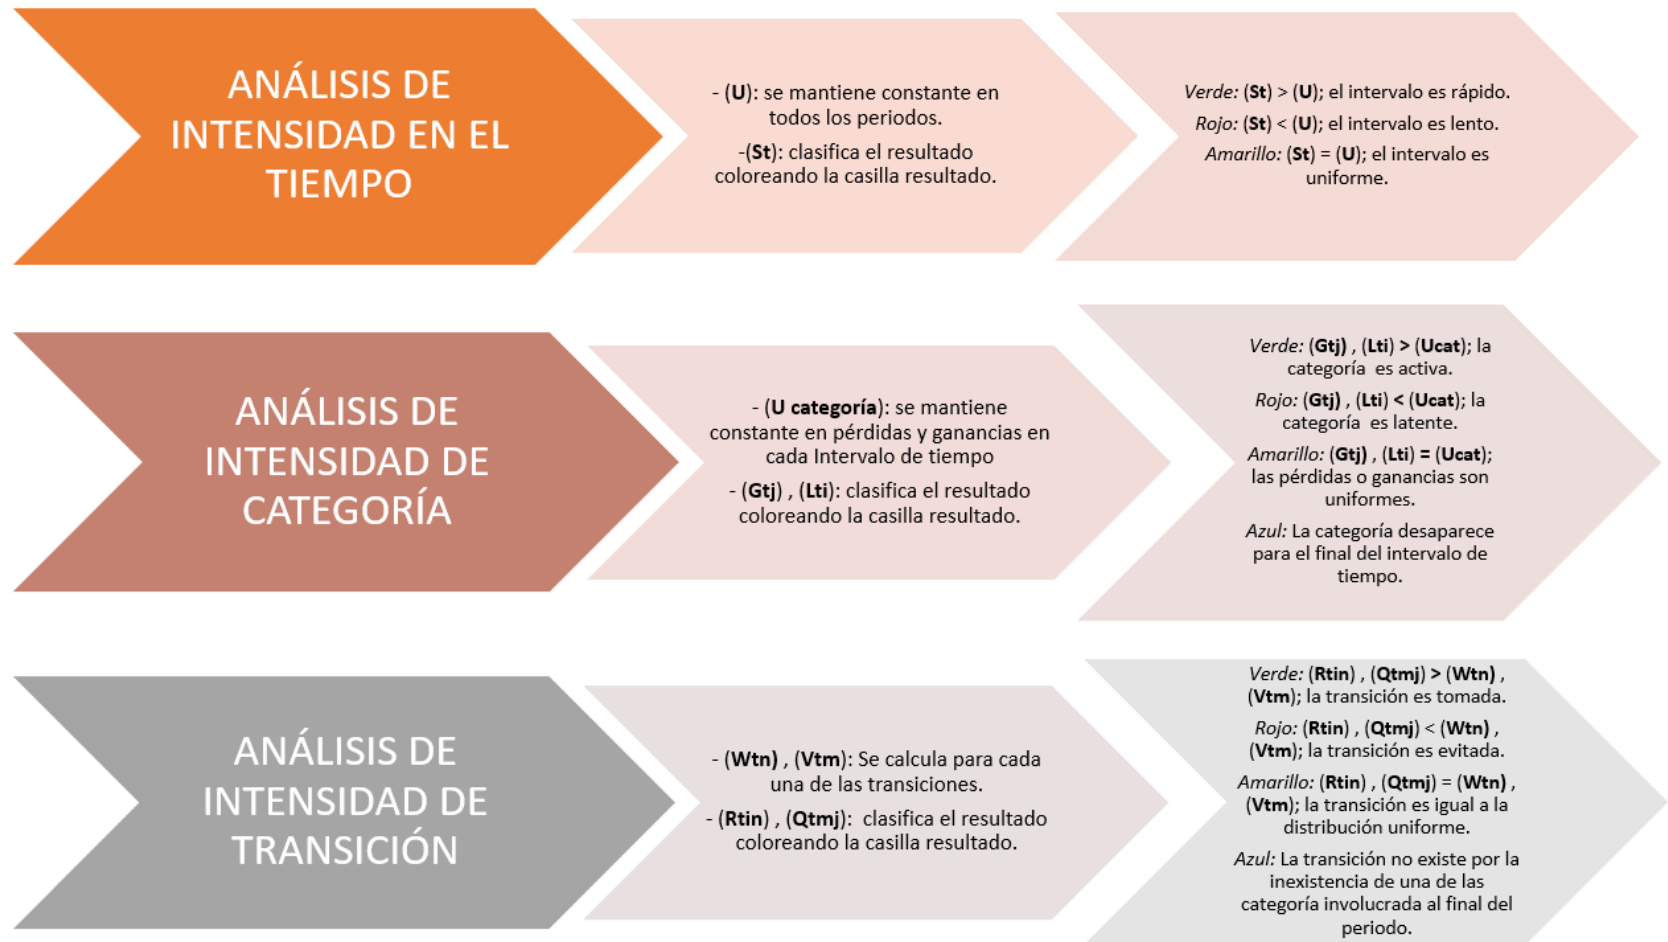 ANÁLISIS DE
INTENSIDAD EN EL
TIEMPO
- (U): se mantiene constante en
todos los periodos.
-(St): clasifica el resultado
coloreando la casilla resultado.
Verde: (St) > (U); el intervalo es rápido.
Rojo: (St) < (U); el intervalo es lento.
Amarillo: (St) = (U); el intervalo es
uniforme.
ANÁLISIS DE
INTENSIDAD DE
CATEGORÍA
- (U categoría): se mantiene
constante en pérdidas y ganancias en
cada Intervalo de tiempo
- (Gtj) , (Lti): clasifica el resultado
coloreando la casilla resultado.
Verde: (Gtj) , (Lti) > (Ucat); la
categoría es activa.
Rojo: (Gtj) , (Lti) < (Ucat); la
categoría es latente.
Amarillo: (Gtj) , (Lti) = (Ucat);
las pérdidas o ganancias son
uniformes.
Azul: La categoría desaparece
para el final del intervalo de
tiempo.
ANÁLISIS DE
INTENSIDAD DE
TRANSICIÓN
- (Wtn) , (Vtm): Se calcula para cada
una de las transiciones.
- (Rtin) , (Qtmj): clasifica el resultado
coloreando la casilla resultado.
Verde: (Rtin) , (Qtmj) > (Wtn) ,
(Vtm); la transición es tomada.
Rojo: (Rtin) , (Qtmj) < (Wtn) ,
(Vtm); la transición es evitada.
Amarillo: (Rtin) , (Qtmj) = (Wtn) ,
(Vtm); la transición es igual a la
distribución uniforme.
Azul: La transición no existe por la
inexistencia de una de las
categoría involucrada al final del
periodo.